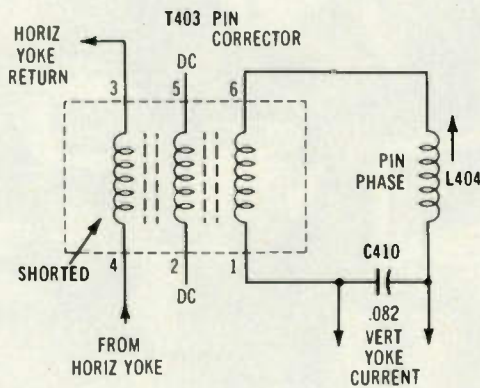 T403 PIN
CORRECTOR
HORIZ
YOKE
RETURN
DC
3
5
6
PIN
PHASE
L404
SHORTED
4
2
1
DC
C410
.082
VERT
YOKE
CURRENT
FROM
HORIZ YOKE